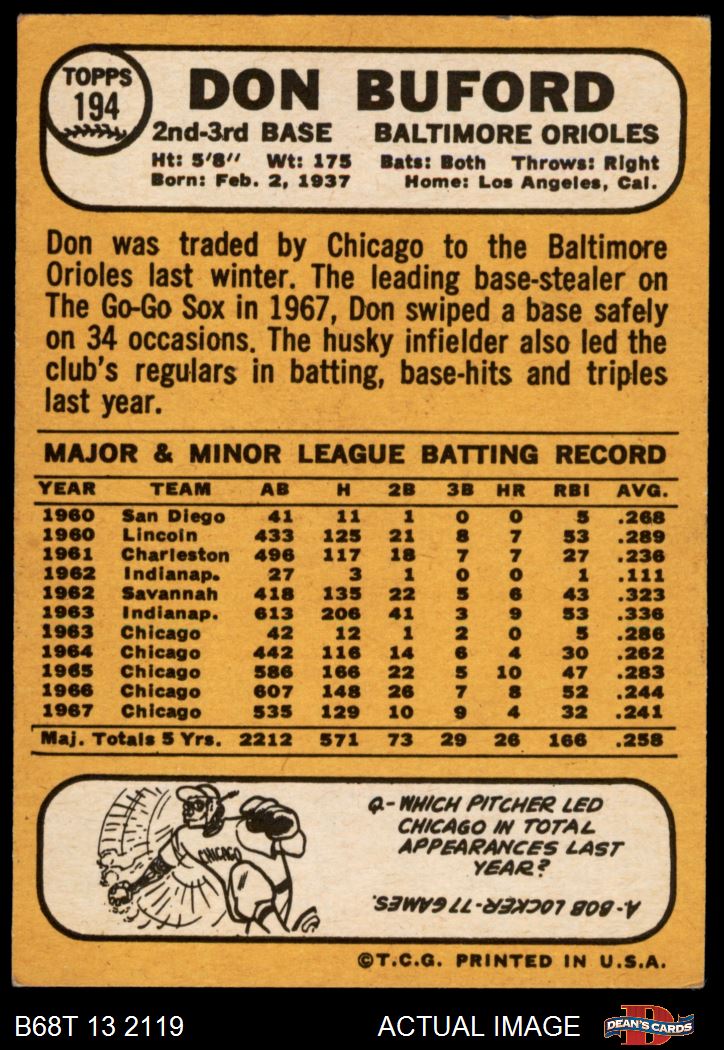 TOPPS
194
DON BUFORD
2nd-3rd BASE BALTIMORE ORIOLES
Ht: 5'8'' Wt: 175 Bats: Both Throws: Right
Born: Feb. 2, 1937 Home: Los Angeles, Cal.
Don was traded by Chicago to the Baltimore
Orioles last winter. The leading base-stealer on
The Go-Go Sox in 1967, Don swiped a base safely
on 34 occasions. The husky infielder also led the
club's regulars in batting, base-hits and triples
last year.
MAJOR & MINOR LEAGUE BATTING RECORD
YEAR TEAM AB H 2B 3B HR RBI AVG.
1960 San Diego 41 11 1 0 0 5 .268
1960 Lincoln 433 125 21 8 7 53 .289
1961 Charleston 496 117 18 7 7 27 .236
1962 Indianap. 27 3 1 0 0 1 .111
1962 Savannah 418 135 22 5 6 43 .323
1963 Indianap. 613 206 41 3 9 53 .336
1963 Chicago 42 12 1 2 0 5 .286
1964 Chicago 442 116 14 6 4 30 .262
1965 Chicago 586 166 22 5 10 47 .283
1966 Chicago 607 148 26 7 8 52 .244
1967 Chicago 535 129 10 9 4 32 .241
Maj. Totals 5 Yrs. 2212 571 73 29 26 166 .258
CHICAGO
Q-WHICH PITCHER LED
CHICAGO IN TOTAL
APPEARANCES LAST
YEAR?
A-BOB LOCKER-77 GAMES.
©T.C.G. PRINTED IN U.S.A.
B68T 13 2119 ACTUAL IMAGE D DEAN'S CARDS